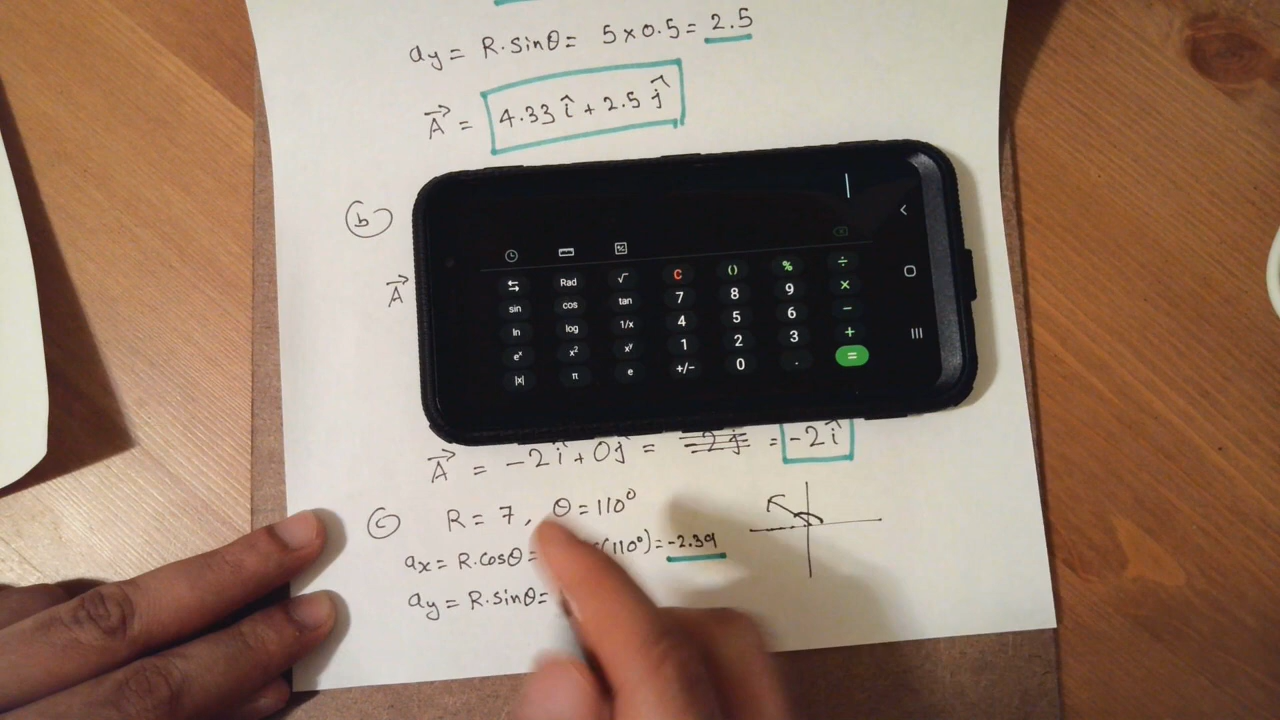 ay = R·sinθ = 5×0.5= 2.5
A = 4.33 î + 2.5 ĵ
b
A
⇆ Rad √ C () % ÷
sin cos tan 7 8 9 ×
ln log 1/x 4 5 6 −
eˣ x² xʸ 1 2 3 +
|x| π e +/− 0 . =
A = -2î + 0ĵ = = -2î
C R = 7, θ = 110°
ax = R·cosθ = (110°) = -2.39
ay = R·sinθ=